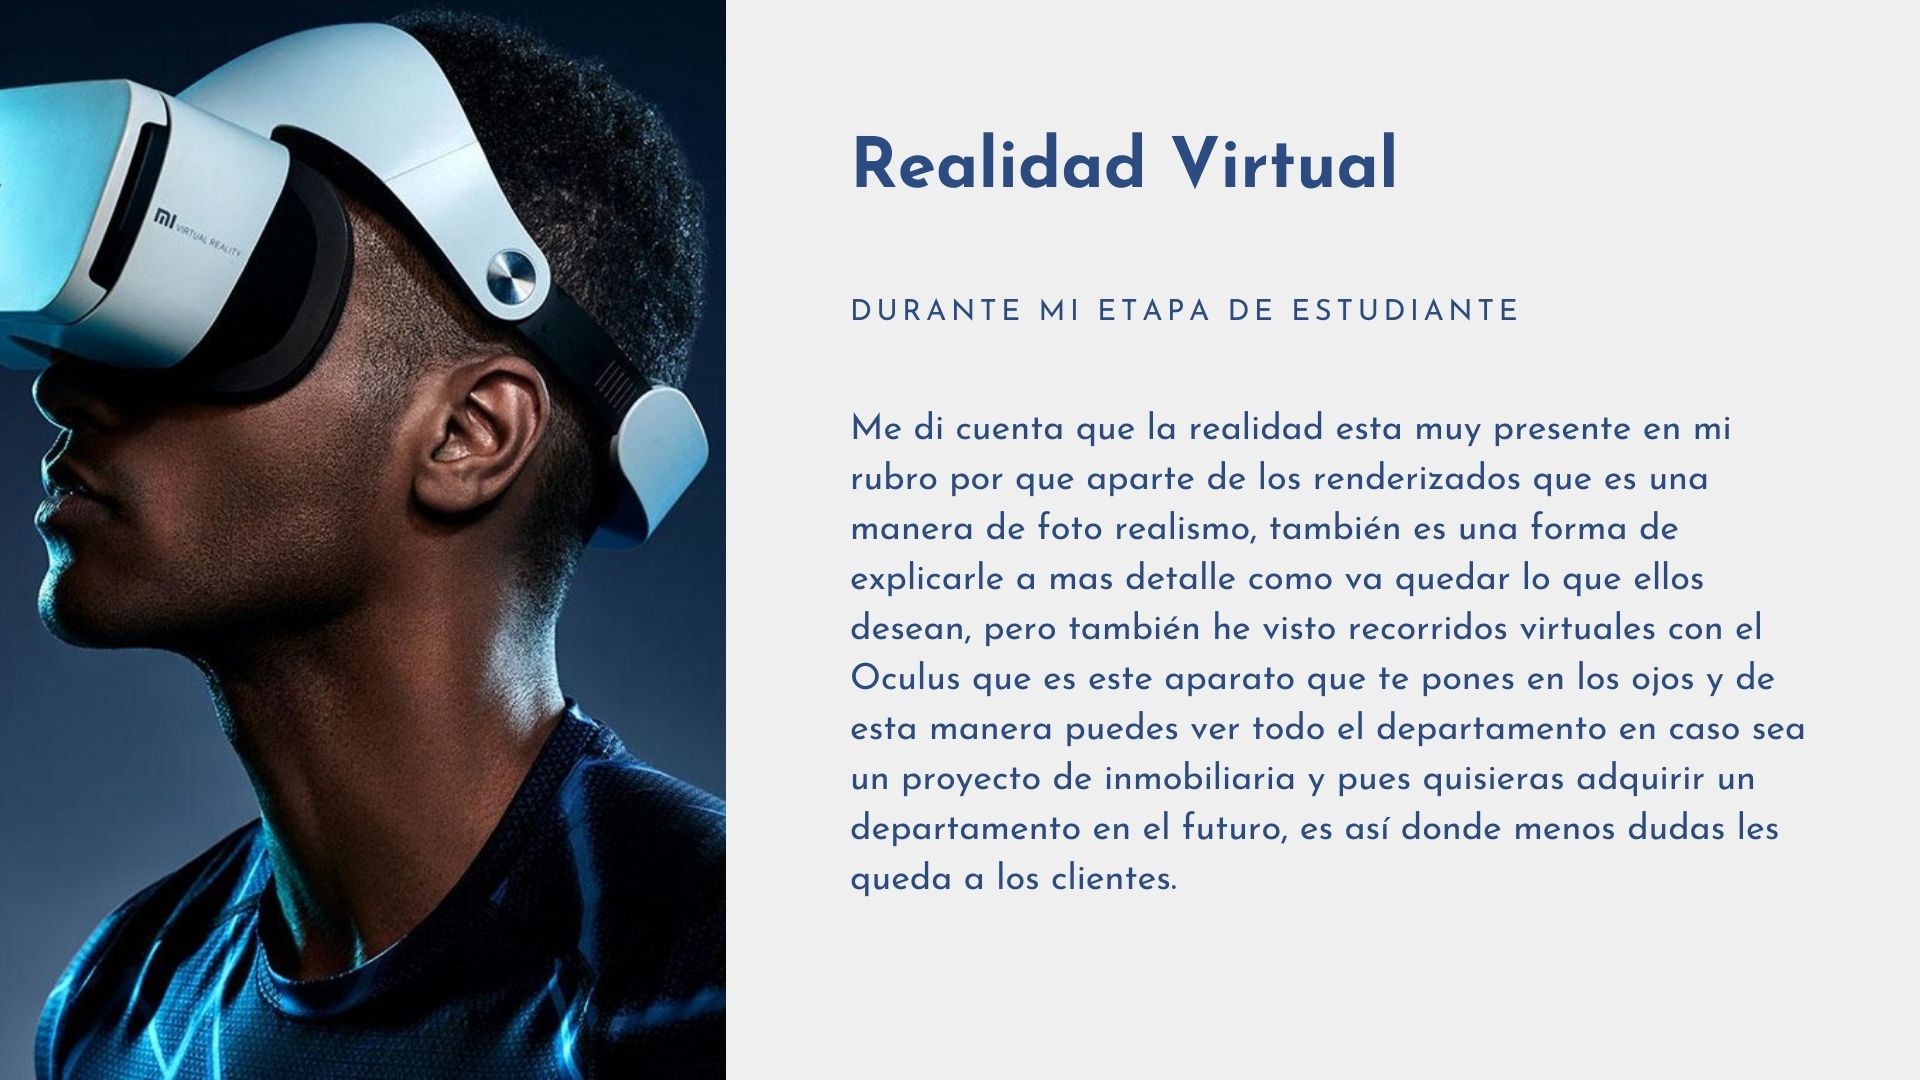 mi VIRTUAL REALITY
Realidad Virtual
DURANTE MI ETAPA DE ESTUDIANTE
Me di cuenta que la realidad esta muy presente en mi
rubro por que aparte de los renderizados que es una
manera de foto realismo, también es una forma de
explicarle a mas detalle como va quedar lo que ellos
desean, pero también he visto recorridos virtuales con el
Oculus que es este aparato que te pones en los ojos y de
esta manera puedes ver todo el departamento en caso sea
un proyecto de inmobiliaria y pues quisieras adquirir un
departamento en el futuro, es así donde menos dudas les
queda a los clientes.